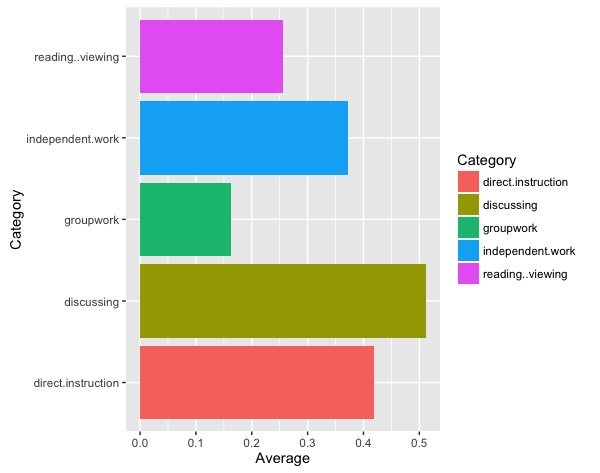 reading..viewing
independent.work
groupwork
discussing
direct.instruction
Category
0.0 0.1 0.2 0.3 0.4 0.5
Average
Category
direct.instruction
discussing
groupwork
independent.work
reading..viewing